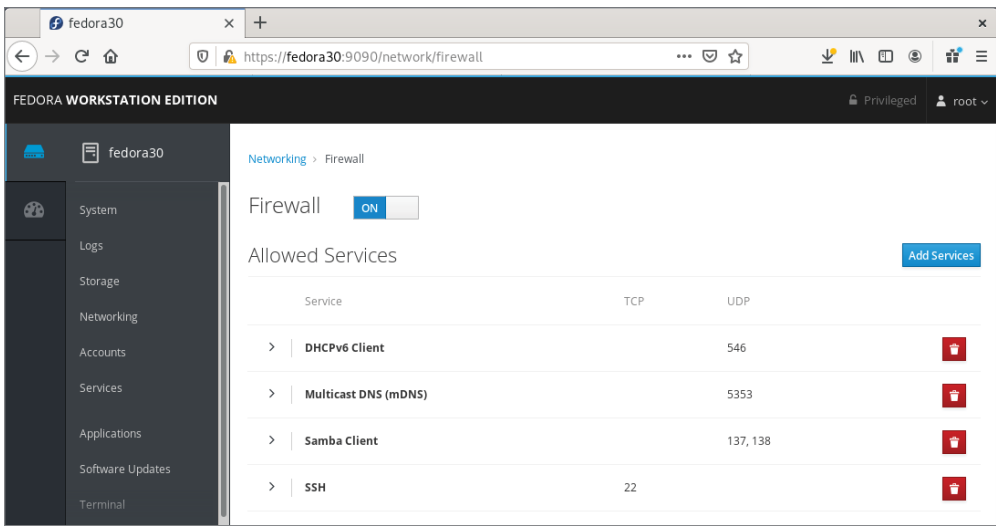 fedora30
https://fedora30:9090/network/firewall
FEDORA WORKSTATION EDITION
Privileged
root
fedora30
Networking > Firewall
System
Firewall ON
Logs
Allowed Services Add Services
Storage
Service TCP UDP
Networking
DHCPv6 Client 546
Accounts
Services
Multicast DNS (mDNS) 5353
Applications
Samba Client 137, 138
Software Updates
SSH 22
Terminal